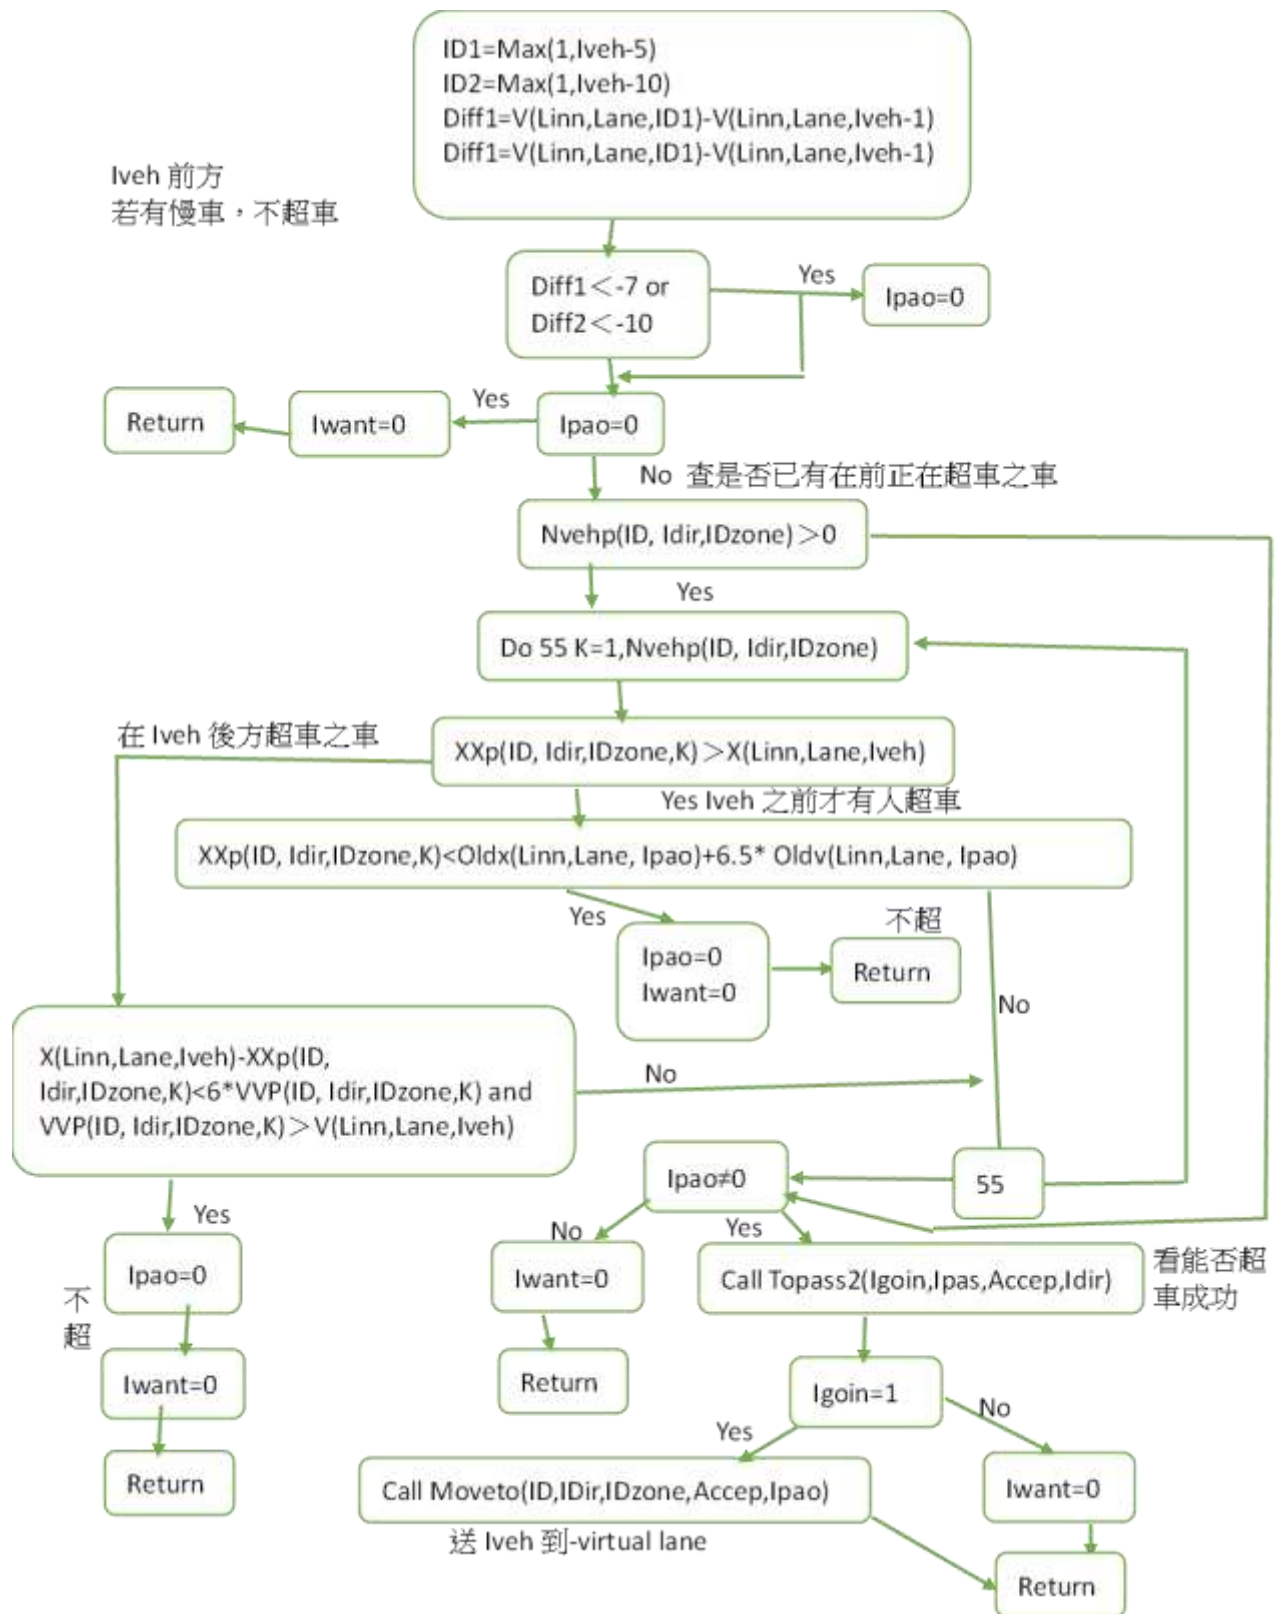 ID1=Max(1,Iveh-5)
ID2=Max(1,Iveh-10)
Diff1=V(Linn,Lane,ID1)-V(Linn,Lane,Iveh-1)
Diff1=V(Linn,Lane,ID1)-V(Linn,Lane,Iveh-1)
Iveh 前方
若有慢車，不超車
Diff1＜-7 or
Diff2＜-10
Yes
Ipao=0
Ipao=0
Yes
Iwant=0
Return
No 查是否已有在前正在超車之車
Nvehp(ID, Idir,IDzone)＞0
Yes
Do 55 K=1,Nvehp(ID, Idir,IDzone)
在 Iveh 後方超車之車
XXp(ID, Idir,IDzone,K)＞X(Linn,Lane,Iveh)
Yes Iveh 之前才有人超車
XXp(ID, Idir,IDzone,K)<Oldx(Linn,Lane, Ipao)+6.5* Oldv(Linn,Lane, Ipao)
Yes
Ipao=0
Iwant=0
不超
Return
No
X(Linn,Lane,Iveh)-XXp(ID,
Idir,IDzone,K)<6*VVP(ID, Idir,IDzone,K) and
VVP(ID, Idir,IDzone,K)＞V(Linn,Lane,Iveh)
No
55
Ipao≠0
Yes
Ipao=0
不
超
Iwant=0
Return
No
Iwant=0
Return
Yes
Call Topass2(Igoin,Ipas,Accep,Idir)
看能否超
車成功
Igoin=1
Yes
No
Call Moveto(ID,IDir,IDzone,Accep,Ipao)
送 Iveh 到-virtual lane
Iwant=0
Return